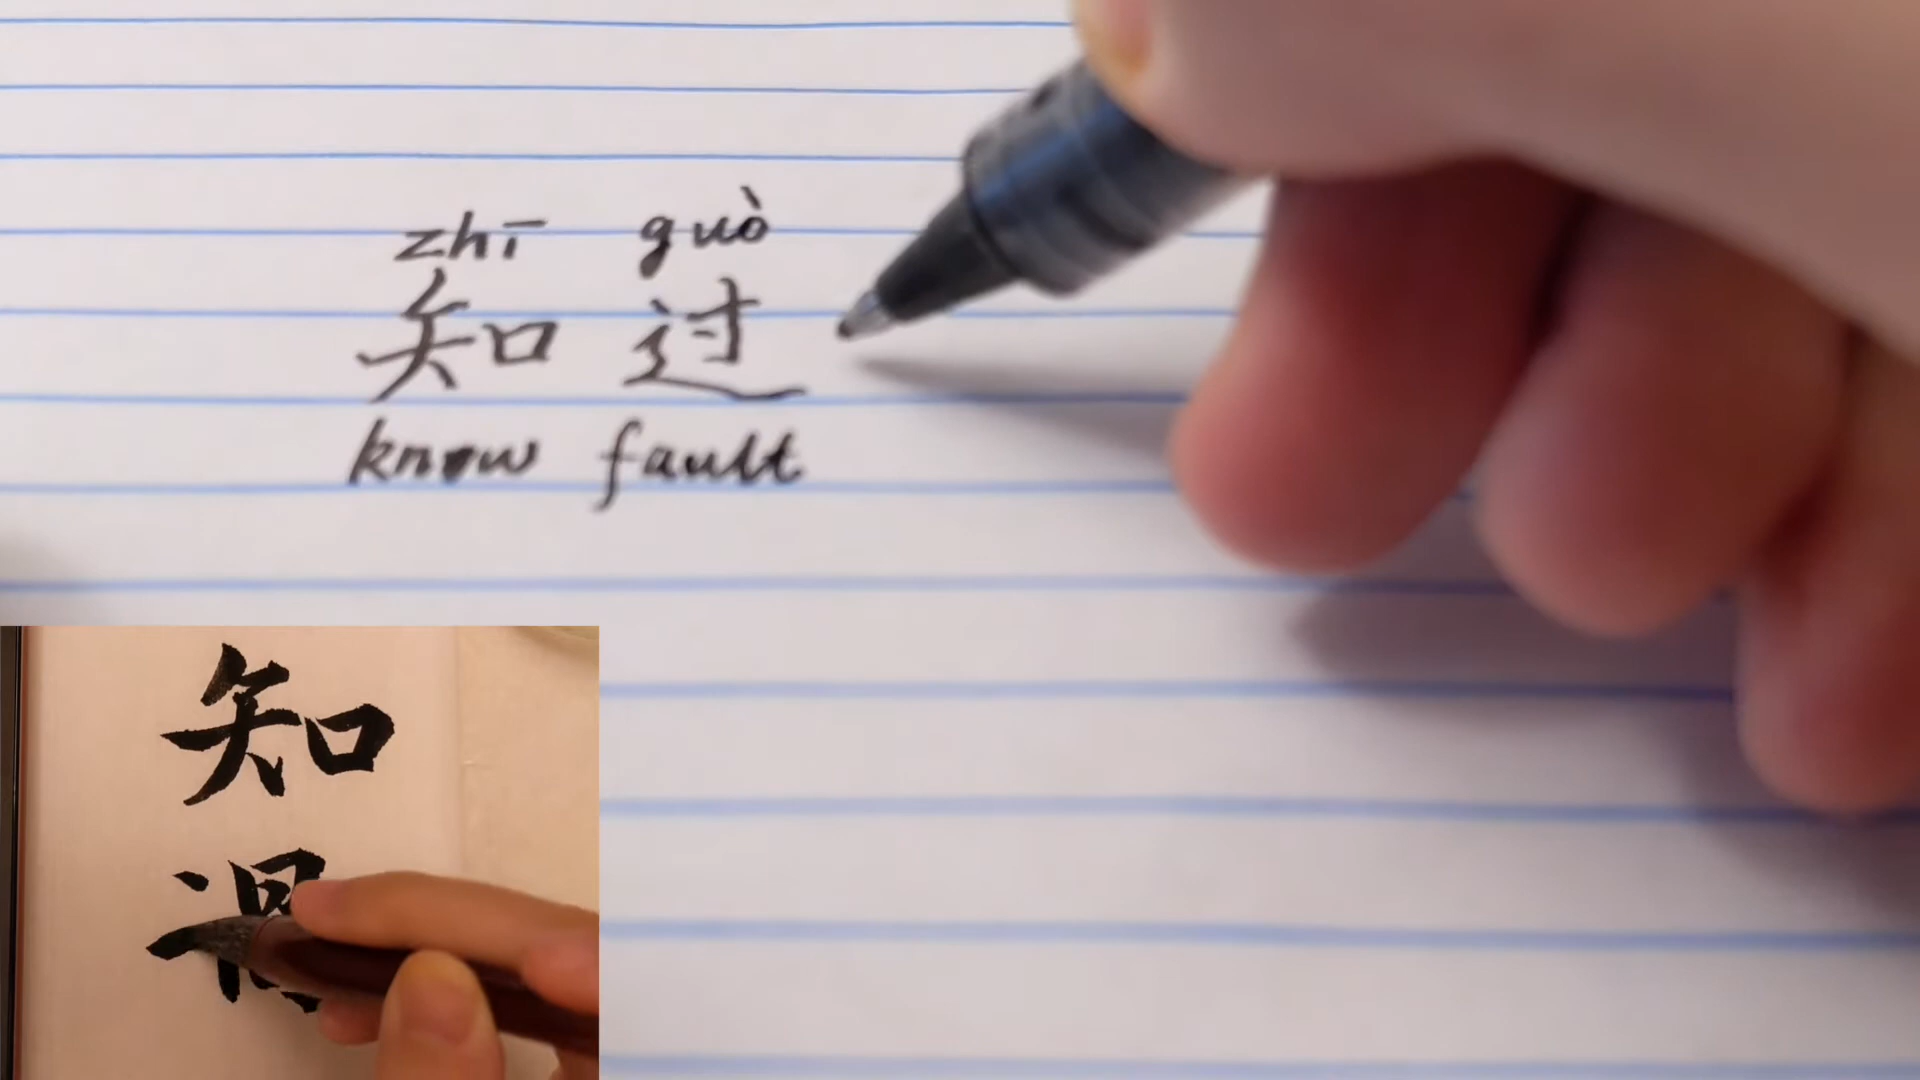 zhī guò
知 过
know fault
知